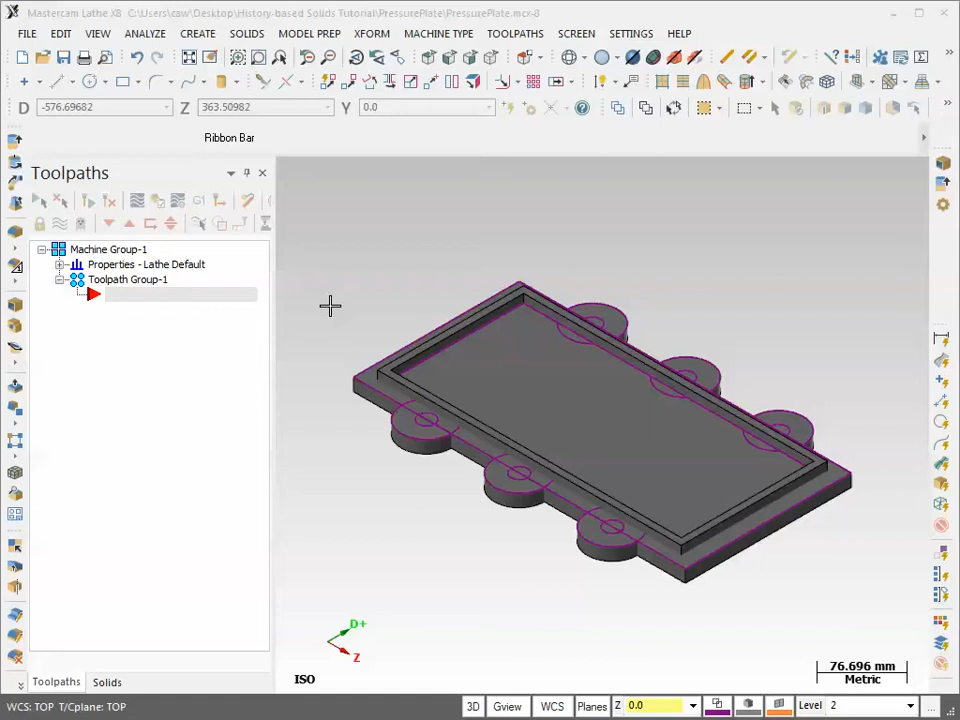 Mastercam Lathe X8 C:\Users\caw\Desktop\History-based Solids Tutorial\PressurePlate\PressurePlate.mcx-8
FILE EDIT VIEW ANALYZE CREATE SOLIDS MODEL PREP XFORM MACHINE TYPE TOOLPATHS SCREEN SETTINGS HELP
D -576.69682 Z 363.50982 Y 0.0
Ribbon Bar
Toolpaths
G1
Machine Group-1
Properties - Lathe Default
Toolpath Group-1
D+
Z
ISO
76.696 mm
Metric
Toolpaths Solids
WCS: TOP T/Cplane: TOP 3D Gview WCS Planes Z 0.0 Level 2 ...